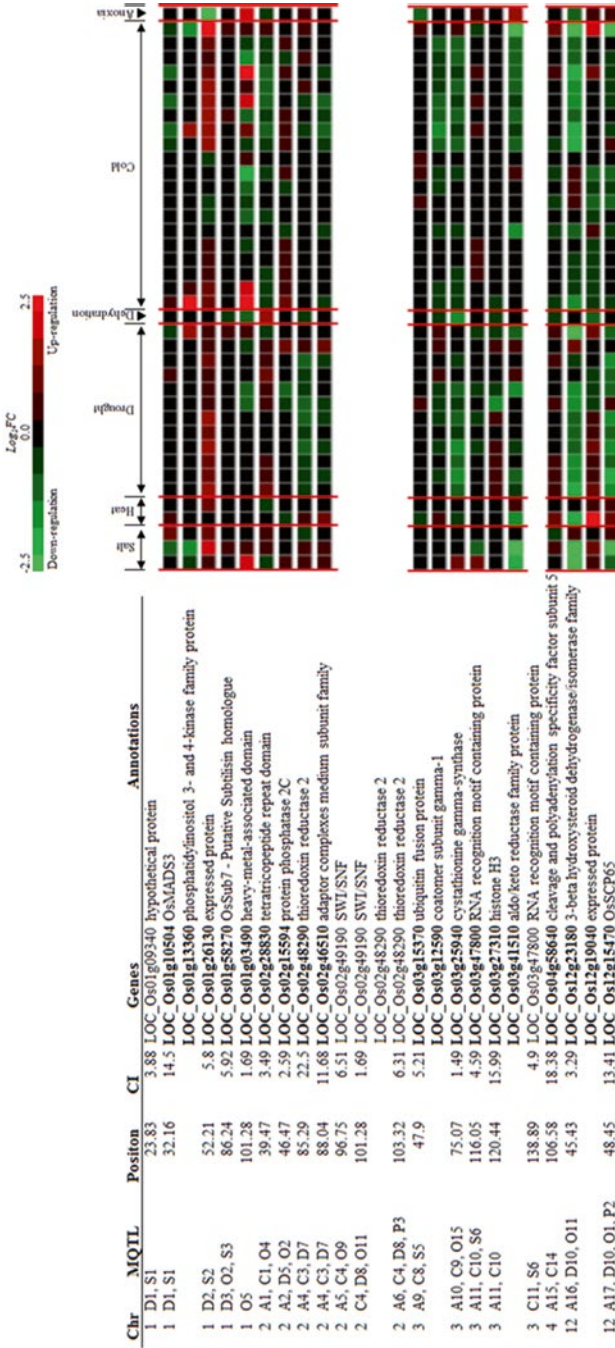 Log₂FC
-2.5 0.0 2.5
Down-regulation Up-regulation
Chr MQTL Positon CI Genes Annotations Salt Heat Drought Dehydration Cold Anoxia
1 D1, S1 23.83 3.88 LOC_Os01g09340 hypothetical protein
1 D1, S1 32.16 14.5 LOC_Os01g10504 OsMADS3
LOC_Os01g13360 phosphatidylinositol 3- and 4-kinase family protein
1 D2, S2 52.21 5.8 LOC_Os01g26130 expressed protein
1 D3, O2, S3 86.24 5.92 LOC_Os01g58270 OsSub7 - Putative Subtilisin homologue
1 O5 101.28 1.69 LOC_Os01g03490 heavy-metal-associated domain
2 A1, C1, O4 39.47 3.49 LOC_Os02g28830 tetratricopeptide repeat domain
2 A2, D5, O2 46.47 2.59 LOC_Os02g15594 protein phosphatase 2C
2 A4, C3, D7 85.29 22.5 LOC_Os02g48290 thioredoxin reductase 2
2 A4, C3, D7 88.04 11.68 LOC_Os02g46510 adaptor complexes medium subunit family
2 A5, C4, O9 96.75 6.51 LOC_Os02g49190 SWI/SNF
2 C4, D8, O11 101.28 1.69 LOC_Os02g49190 SWI/SNF
LOC_Os02g48290 thioredoxin reductase 2
2 A6, C4, D8, P3 103.32 6.31 LOC_Os02g48290 thioredoxin reductase 2
3 A9, C8, S5 47.9 5.21 LOC_Os03g15370 ubiquitin fusion protein
LOC_Os03g12590 coatomer subunit gamma-1
3 A10, C9, O15 75.07 1.49 LOC_Os03g25940 cystathionine gamma-synthase
3 A11, C10, S6 116.05 4.59 LOC_Os03g47800 RNA recognition motif containing protein
3 A11, C10 120.44 15.99 LOC_Os03g27310 histone H3
LOC_Os03g41510 aldo/keto reductase family protein
3 C11, S6 138.89 4.9 LOC_Os03g47800 RNA recognition motif containing protein
4 A15, C14 106.58 18.38 LOC_Os04g58640 cleavage and polyadenylation specificity factor subunit 5
12 A16, D10, O11 45.43 3.29 LOC_Os12g23180 3-beta hydroxysteroid dehydrogenase/isomerase family
LOC_Os12g19040 expressed protein
12 A17, D10, O1, P2 48.45 13.41 LOC_Os12g15470 OsSCP65